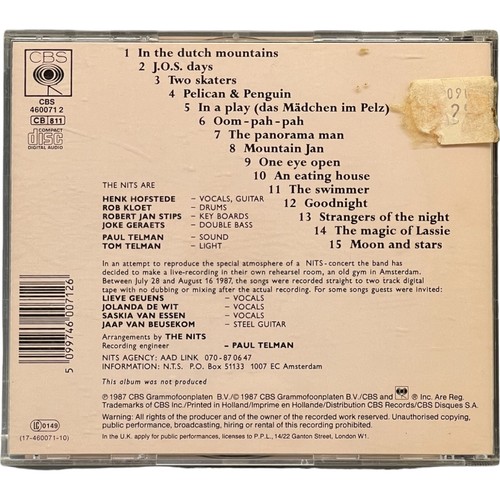 CBS
CBS
460071 2
CB 811
COMPACT
disc
DIGITAL AUDIO
1 In the dutch mountains
2 J.O.S. days
3 Two skaters
4 Pelican & Penguin
5 In a play (das Mädchen im Pelz)
6 Oom-pah-pah
7 The panorama man
8 Mountain Jan
9 One eye open
10 An eating house
11 The swimmer
12 Goodnight
13 Strangers of the night
14 The magic of Lassie
15 Moon and stars
THE NITS ARE
HENK HOFSTEDE – VOCALS, GUITAR
ROB KLOET – DRUMS
ROBERT JAN STIPS – KEY BOARDS
JOKE GERAETS – DOUBLE BASS
PAUL TELMAN – SOUND
TOM TELMAN – LIGHT
In an attempt to reproduce the special atmosphere of a NITS-concert the band has
decided to make a live-recording in their own rehearsel room, an old gym in Amsterdam.
Between July 28 and August 16 1987, the songs were recorded straight to two track digital
tape with no dubbing or mixing after the actual recording. For some songs guests were invited:
LIEVE GEUENS – VOCALS
JOLANDA DE WIT – VOCALS
SASKIA VAN ESSEN – VOCALS
JAAP VAN BEUSEKOM – STEEL GUITAR
Arrangements by THE NITS
Recording engineer – PAUL TELMAN
NITS AGENCY: AAD LINK 070-87 06 47
INFORMATION: N.T.S. P.O. Box 51133 1007 EC Amsterdam
This album was not produced
Ⓟ 1987 CBS Grammofoonplaten B.V./© 1987 CBS Grammofoonplaten B.V./CBS and ® Inc. Are Reg.
Trademarks of CBS Inc./Printed in Holland/Imprime en Hollande/Distribution CBS Records/CBS Disques S.A.
Warning: All rights of the producer and of the owner of the recorded work reserved. Unauthorised copying,
public performance, broadcasting, hiring or rental of this recording prohibited.
In the U.K. apply for public performances, licenses to P.P.L., 14/22 Ganton Street, London W1.
LC 0149
(17-460071-10)
5 099746 007126